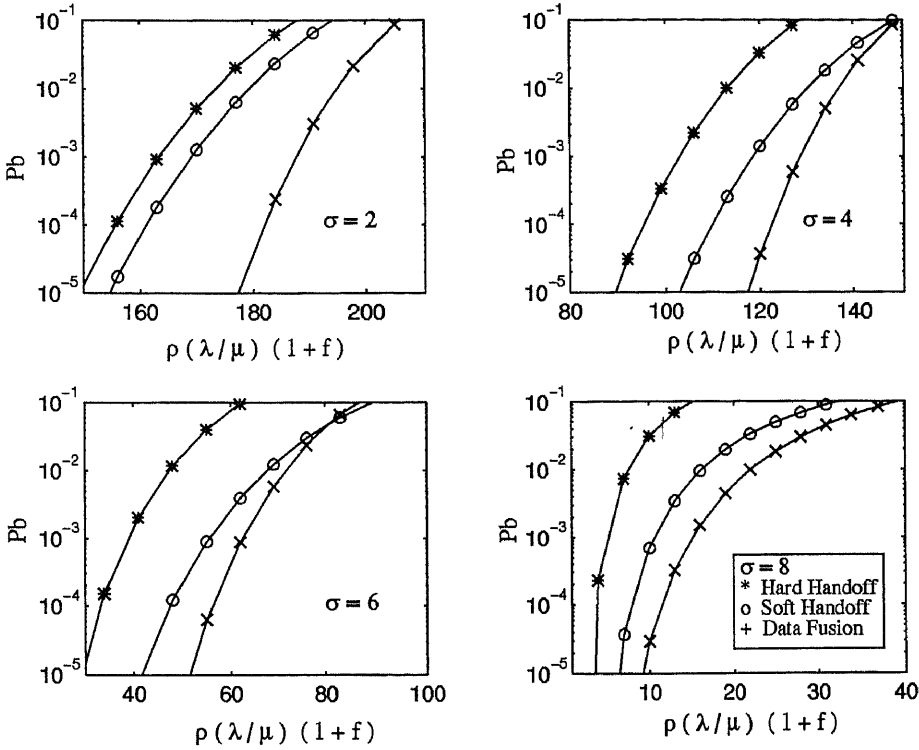 10⁻¹
10⁻²
10⁻³
10⁻⁴
10⁻⁵
Pb
σ = 2
160 180 200
ρ (λ/μ) (1+f)
10⁻¹
10⁻²
10⁻³
10⁻⁴
10⁻⁵
Pb
σ = 4
80 100 120 140
ρ (λ/μ) (1+f)
10⁻¹
10⁻²
10⁻³
10⁻⁴
10⁻⁵
Pb
σ = 6
40 60 80 100
ρ (λ/μ) (1+f)
10⁻¹
10⁻²
10⁻³
10⁻⁴
10⁻⁵
Pb
σ = 8
* Hard Handoff
o Soft Handoff
+ Data Fusion
10 20 30 40
ρ (λ/μ) (1+f)